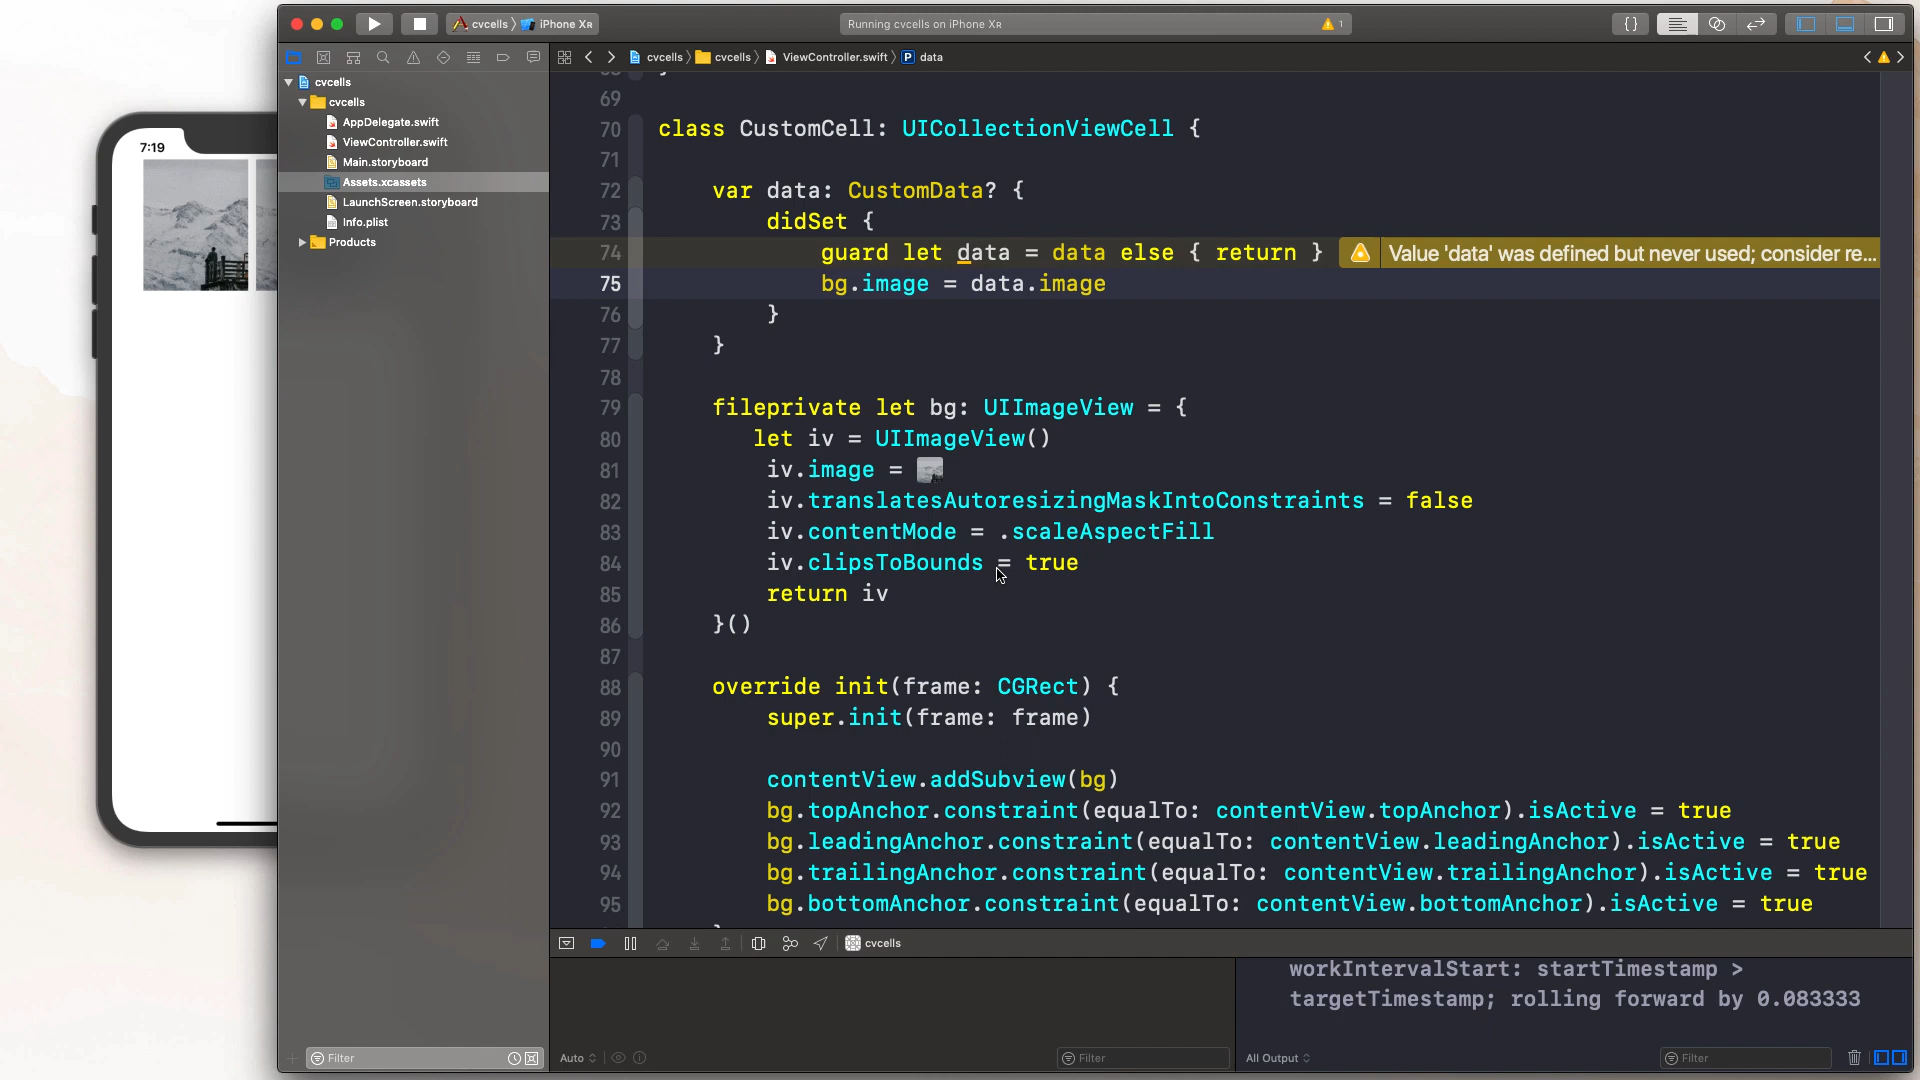 cvcells
iPhone XR
Running cvcells on iPhone XR
1
cvcells
cvcells
ViewController.swift
P
data
7:19
cvcells
cvcells
AppDelegate.swift
ViewController.swift
Main.storyboard
Assets.xcassets
LaunchScreen.storyboard
Info.plist
Products
69
70 class CustomCell: UICollectionViewCell {
71
72 var data: CustomData? {
73 didSet {
74 guard let data = data else { return }
Value 'data' was defined but never used; consider re...
75 bg.image = data.image
76 }
77 }
78
79 fileprivate let bg: UIImageView = {
80 let iv = UIImageView()
81 iv.image =
82 iv.translatesAutoresizingMaskIntoConstraints = false
83 iv.contentMode = .scaleAspectFill
84 iv.clipsToBounds = true
85 return iv
86 }()
87
88 override init(frame: CGRect) {
89 super.init(frame: frame)
90
91 contentView.addSubview(bg)
92 bg.topAnchor.constraint(equalTo: contentView.topAnchor).isActive = true
93 bg.leadingAnchor.constraint(equalTo: contentView.leadingAnchor).isActive = true
94 bg.trailingAnchor.constraint(equalTo: contentView.trailingAnchor).isActive = true
95 bg.bottomAnchor.constraint(equalTo: contentView.bottomAnchor).isActive = true
cvcells
workIntervalStart: startTimestamp >
targetTimestamp; rolling forward by 0.083333
Filter
Auto
Filter
All Output
Filter